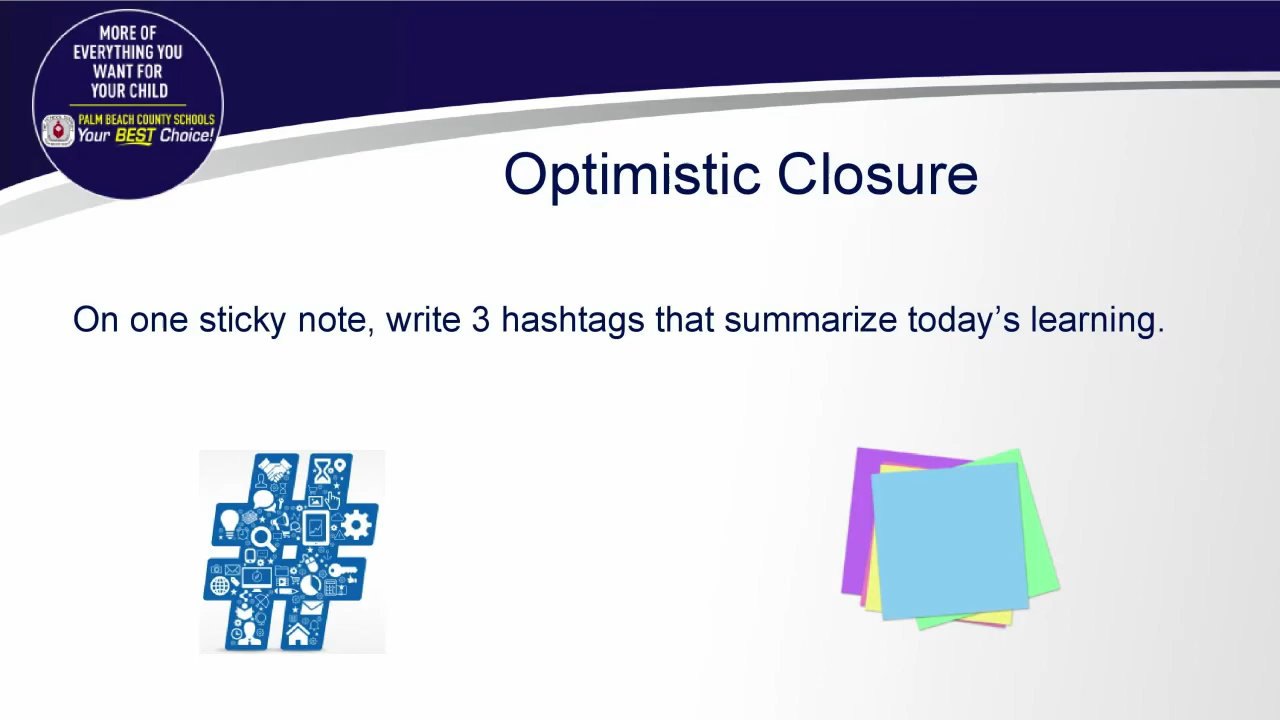 MORE OF
EVERYTHING YOU
WANT FOR
YOUR CHILD
PALM BEACH COUNTY SCHOOLS
Your BEST Choice!
Optimistic Closure
On one sticky note, write 3 hashtags that summarize today’s learning.